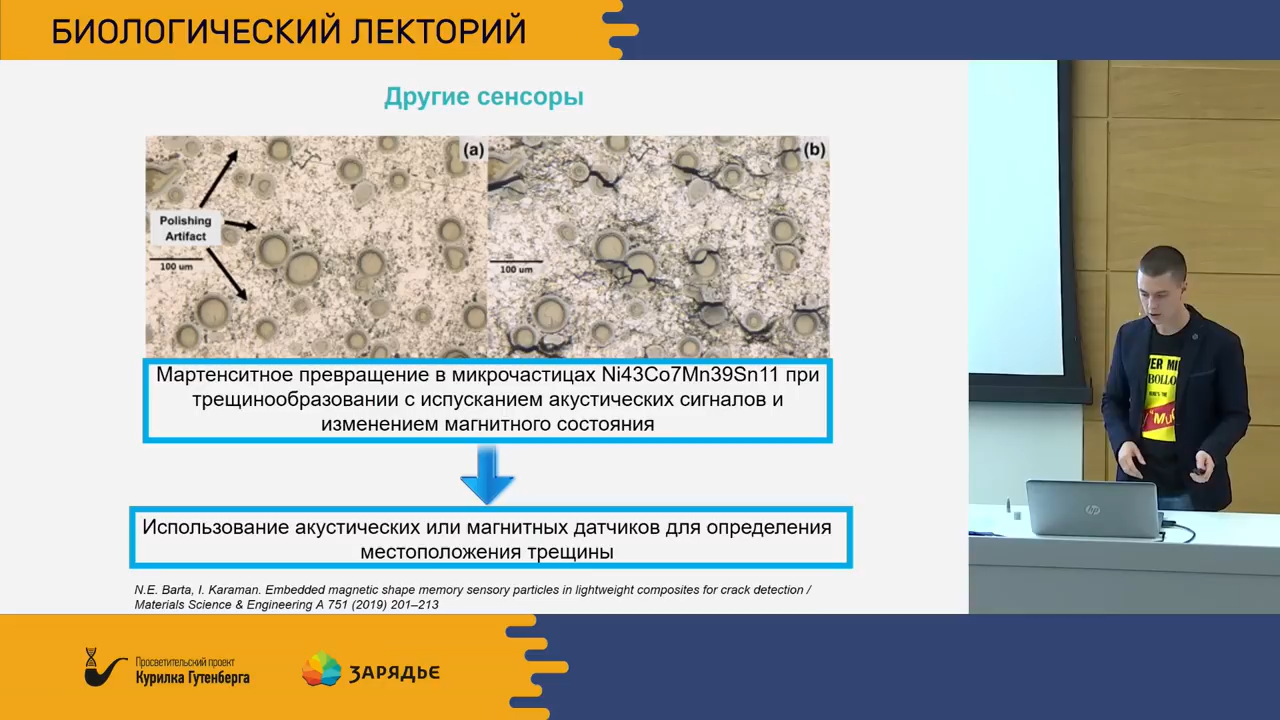 БИОЛОГИЧЕСКИЙ ЛЕКТОРИЙ
Другие сенсоры
(a)
(b)
Polishing
Artifact
100 um
100 um
Мартенситное превращение в микрочастицах Ni43Co7Mn39Sn11 при
трещинообразовании с испусканием акустических сигналов и
изменением магнитного состояния
Использование акустических или магнитных датчиков для определения
местоположения трещины
N.E. Barta, I. Karaman. Embedded magnetic shape memory sensory particles in lightweight composites for crack detection /
Materials Science & Engineering A 751 (2019) 201–213
hp
Просветительский проект
Курилка Гутенберга
ЗАРЯДЬЕ